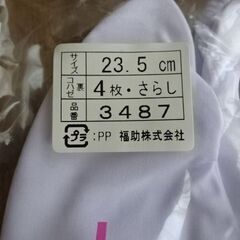 サイズ 23.5 cm
コハゼ 裏 4枚・さらし
品番 3487
プラ :PP 福助株式会社